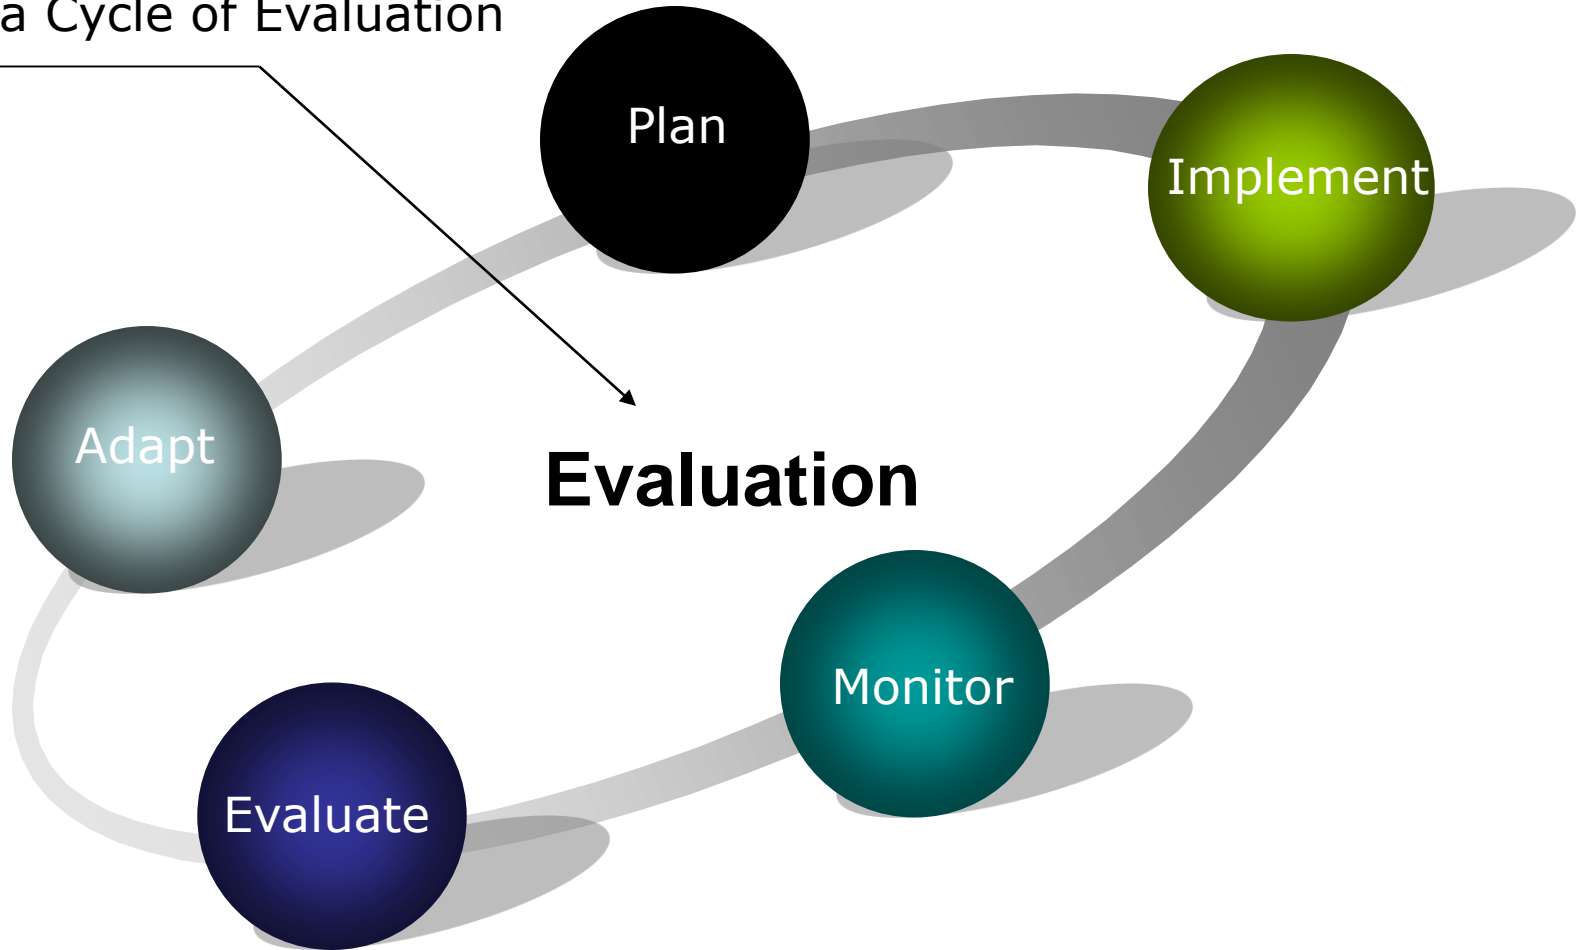 a Cycle of Evaluation
Plan
Implement
Adapt
Evaluation
Monitor
Evaluate